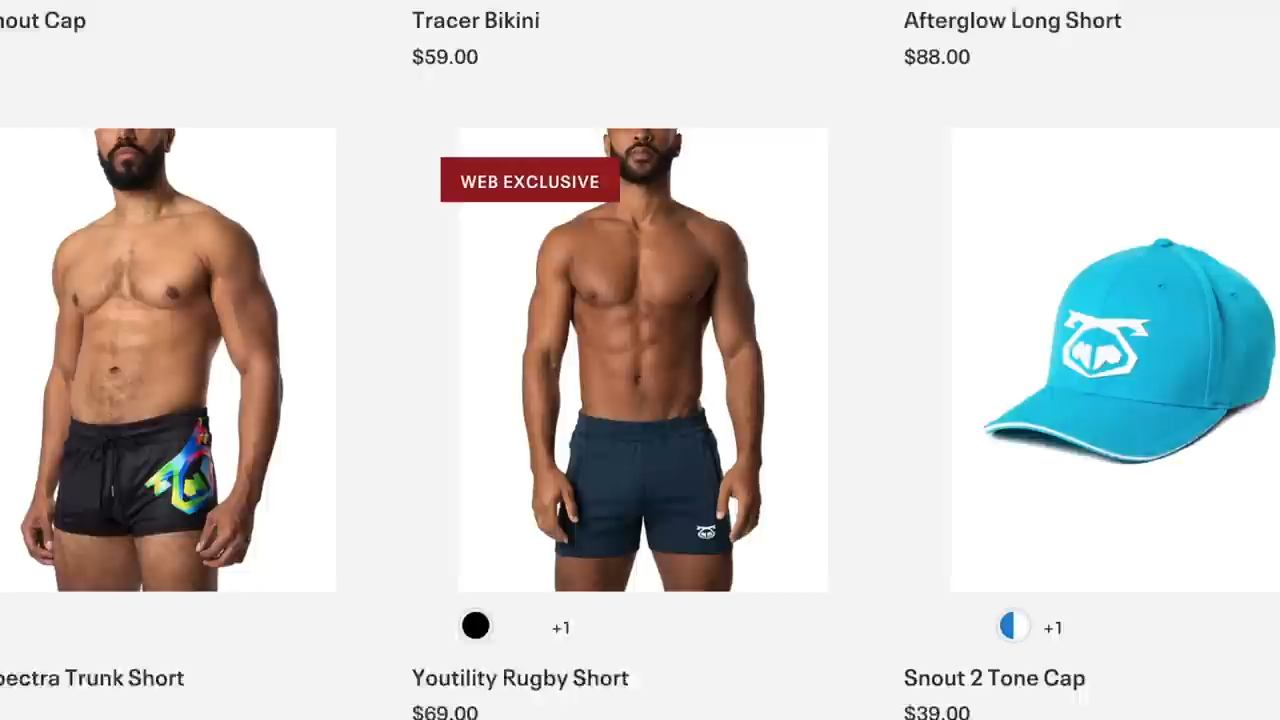 nout Cap
Tracer Bikini
Afterglow Long Short
$59.00
$88.00
WEB EXCLUSIVE
+1
+1
pectra Trunk Short
Youtility Rugby Short
Snout 2 Tone Cap
$69.00
$39.00